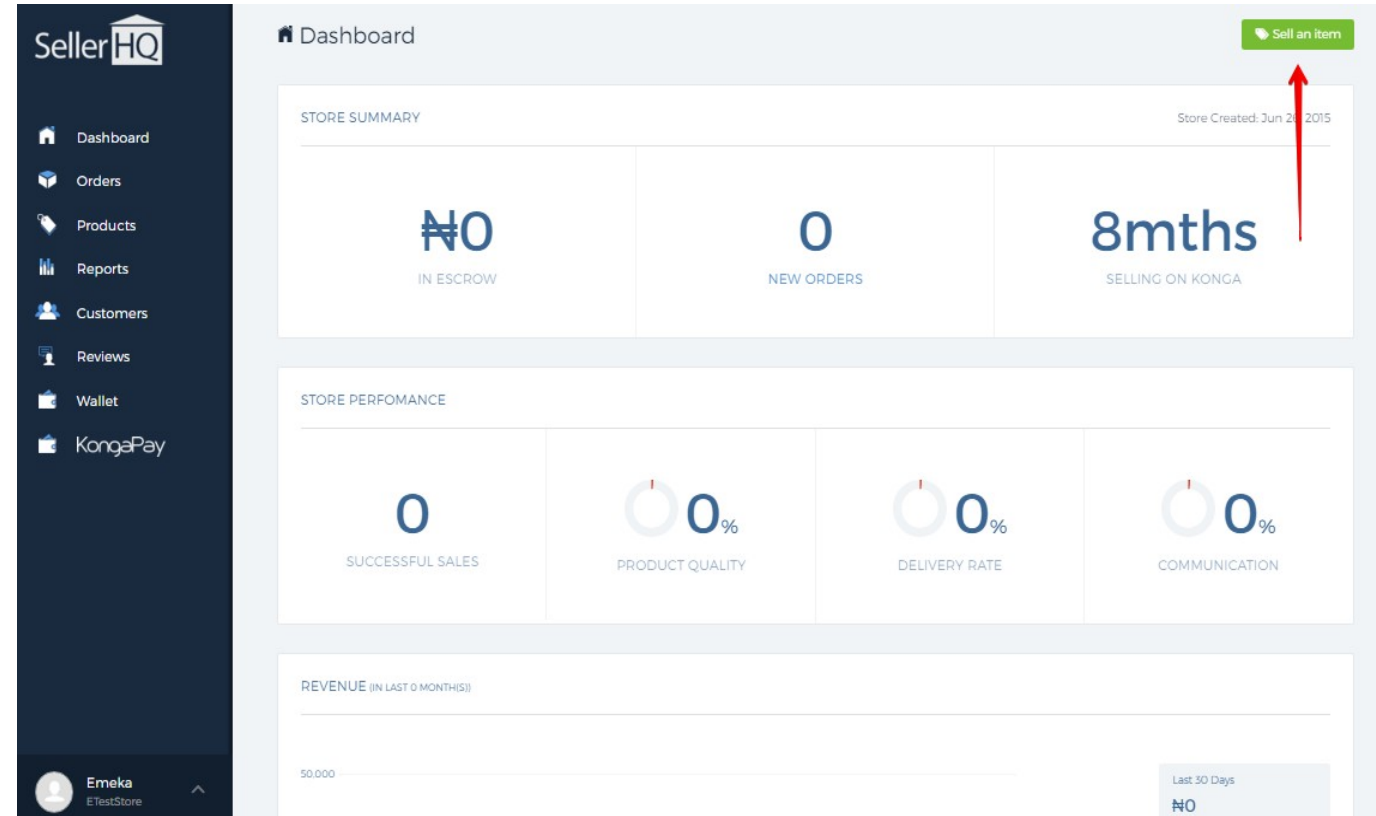 SellerHQ
Dashboard
Orders
Products
Reports
Customers
Reviews
Wallet
KongaPay
Emeka
ETestStore
Dashboard
Sell an item
STORE SUMMARY
Store Created: Jun 26, 2015
₦0
IN ESCROW
0
NEW ORDERS
8mths
SELLING ON KONGA
STORE PERFOMANCE
0
SUCCESSFUL SALES
0%
PRODUCT QUALITY
0%
DELIVERY RATE
0%
COMMUNICATION
REVENUE (IN LAST 0 MONTH(S))
50.000
Last 30 Days
₦0